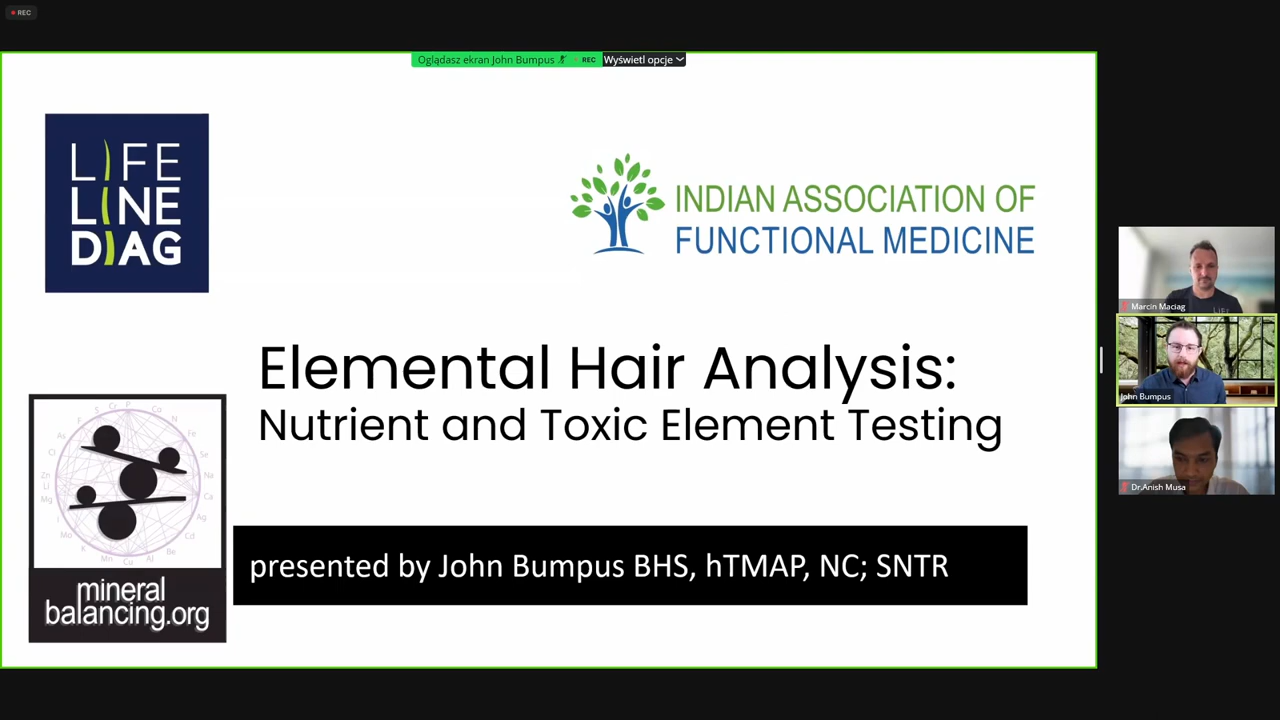 REC
Oglądasz ekran John Bumpus REC Wyświetl opcje
LIFE
LINE
DIAG
INDIAN ASSOCIATION OF
FUNCTIONAL MEDICINE
Elemental Hair Analysis:
Nutrient and Toxic Element Testing
mineral
balancing.org
presented by John Bumpus BHS, hTMAP, NC; SNTR
Marcin Maciag
John Bumpus
Dr.Anish Musa